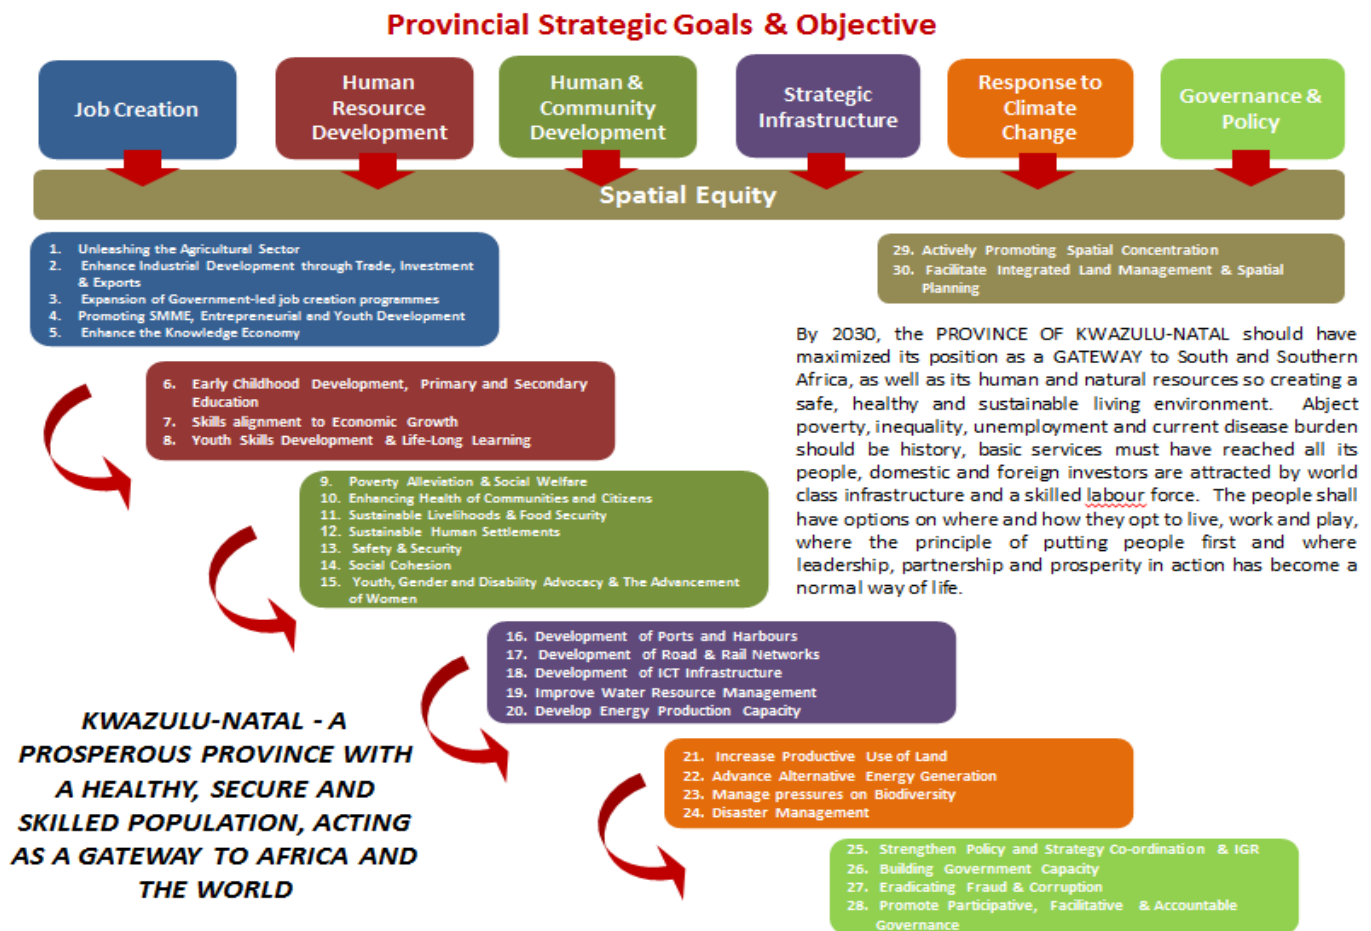 Provincial Strategic Goals & Objective
Job Creation
Human
Resource
Development
Human &
Community
Development
Strategic
Infrastructure
Response to
Climate
Change
Governance &
Policy
Spatial Equity
1. Unleashing the Agricultural Sector
2. Enhance Industrial Development through Trade, Investment
& Exports
3. Expansion of Government-led job creation programmes
4. Promoting SMME, Entrepreneurial and Youth Development
5. Enhance the Knowledge Economy
29. Actively Promoting Spatial Concentration
30. Facilitate Integrated Land Management & Spatial
Planning
6. Early Childhood Development, Primary and Secondary
Education
7. Skills alignment to Economic Growth
8. Youth Skills Development & Life-Long Learning
9. Poverty Alleviation & Social Welfare
10. Enhancing Health of Communities and Citizens
11. Sustainable Livelihoods & Food Security
12. Sustainable Human Settlements
13. Safety & Security
14. Social Cohesion
15. Youth, Gender and Disability Advocacy & The Advancement
of Women
By 2030, the PROVINCE OF KWAZULU-NATAL should have
maximized its position as a GATEWAY to South and Southern
Africa, as well as its human and natural resources so creating a
safe, healthy and sustainable living environment. Abject
poverty, inequality, unemployment and current disease burden
should be history, basic services must have reached all its
people, domestic and foreign investors are attracted by world
class infrastructure and a skilled labour force. The people shall
have options on where and how they opt to live, work and play,
where the principle of putting people first and where
leadership, partnership and prosperity in action has become a
normal way of life.
16. Development of Ports and Harbours
17. Development of Road & Rail Networks
18. Development of ICT Infrastructure
19. Improve Water Resource Management
20. Develop Energy Production Capacity
21. Increase Productive Use of Land
22. Advance Alternative Energy Generation
23. Manage pressures on Biodiversity
24. Disaster Management
25. Strengthen Policy and Strategy Co-ordination & IGR
26. Building Government Capacity
27. Eradicating Fraud & Corruption
28. Promote Participative, Facilitative & Accountable
Governance
KWAZULU-NATAL - A
PROSPEROUS PROVINCE WITH
A HEALTHY, SECURE AND
SKILLED POPULATION, ACTING
AS A GATEWAY TO AFRICA AND
THE WORLD